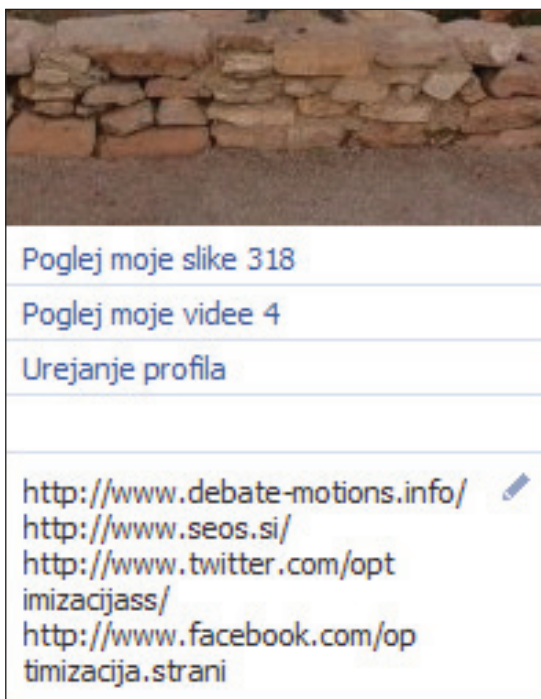 Poglej moje slike 318
Poglej moje videe 4
Urejanje profila
http://www.debate-motions.info/
http://www.seos.si/
http://www.twitter.com/opt
imizacijass/
http://www.facebook.com/op
timizacija.strani